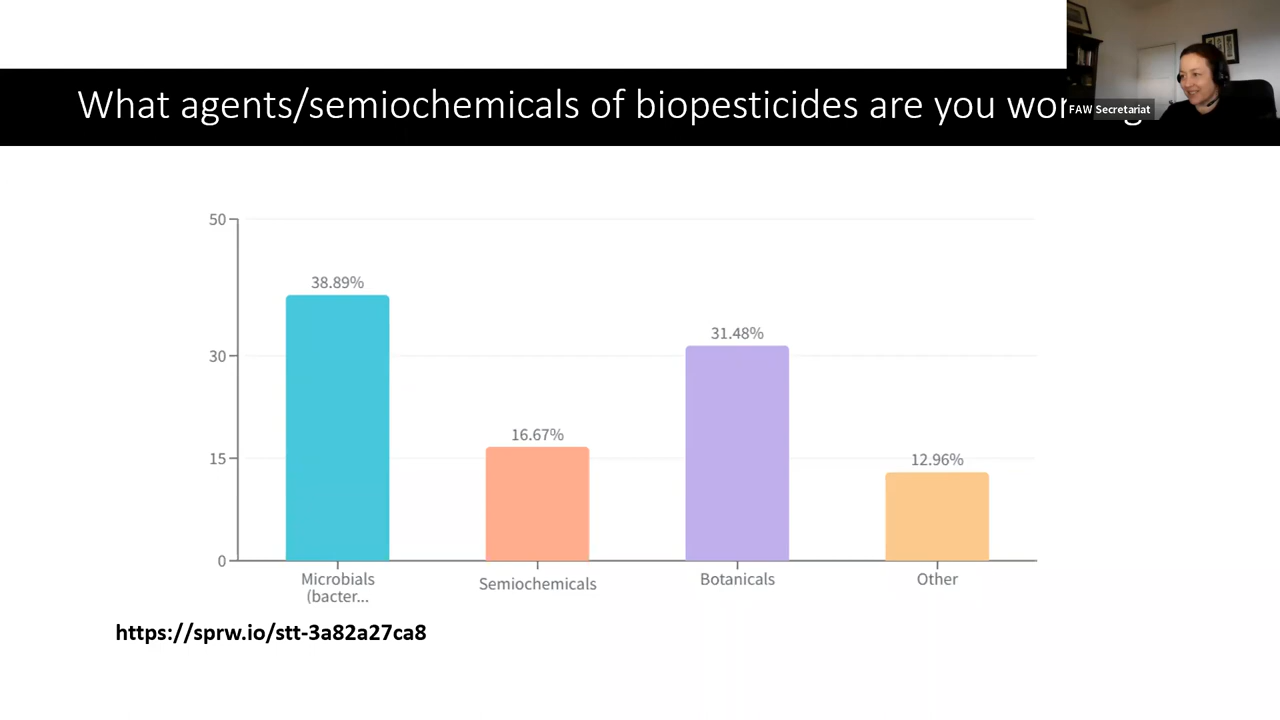 What agents/semiochemicals of biopesticides are you
FAW Secretariat
50
38.89%
31.48%
30
16.67%
15
12.96%
0
Microbials
(bacter...
Semiochemicals
Botanicals
Other
https://sprw.io/stt-3a82a27ca8